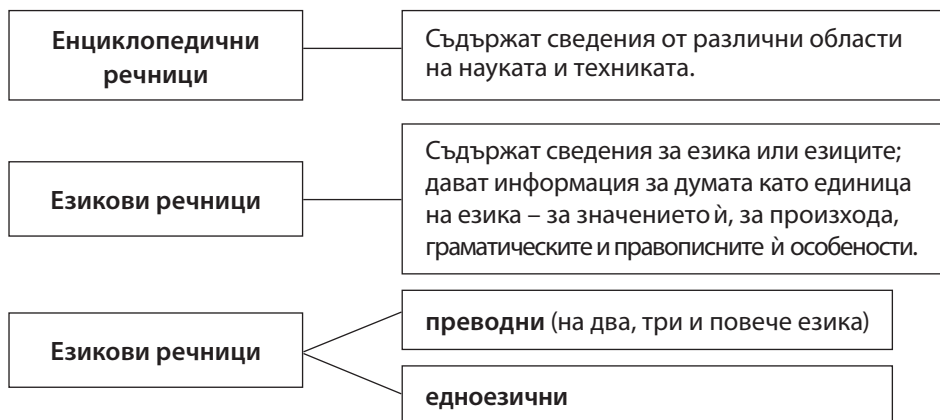 Енциклопедични
речници
Съдържат сведения от различни области
на науката и техниката.
Езикови речници
Съдържат сведения за езика или езиците;
дават информация за думата като единица
на езика – за значението ѝ, за произхода,
граматическите и правописните ѝ особености.
Езикови речници
преводни (на два, три и повече езика)
едноезични